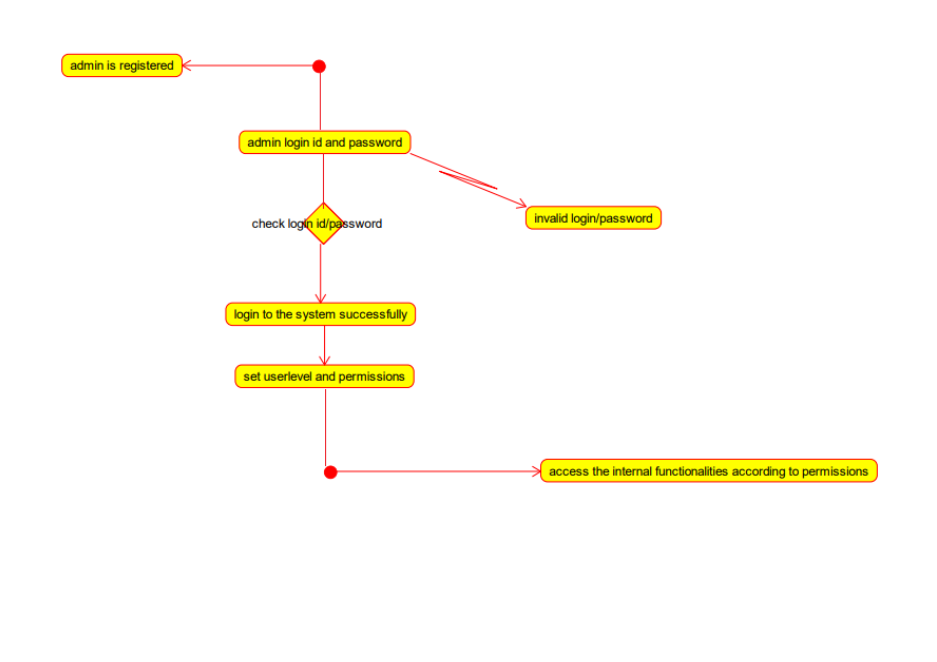 admin is registered
admin login id and password
invalid login/password
check login id/password
login to the system successfully
set userlevel and permissions
access the internal functionalities according to permissions